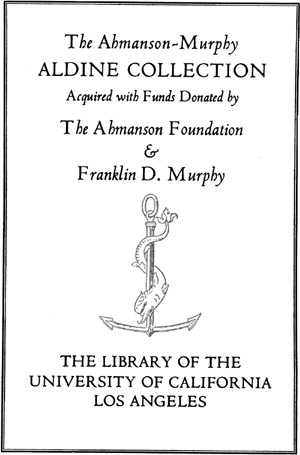 The Ahmanson-Murphy
ALDINE COLLECTION
Acquired with Funds Donated by
The Ahmanson Foundation
&
Franklin D. Murphy
THE LIBRARY OF THE
UNIVERSITY OF CALIFORNIA
LOS ANGELES